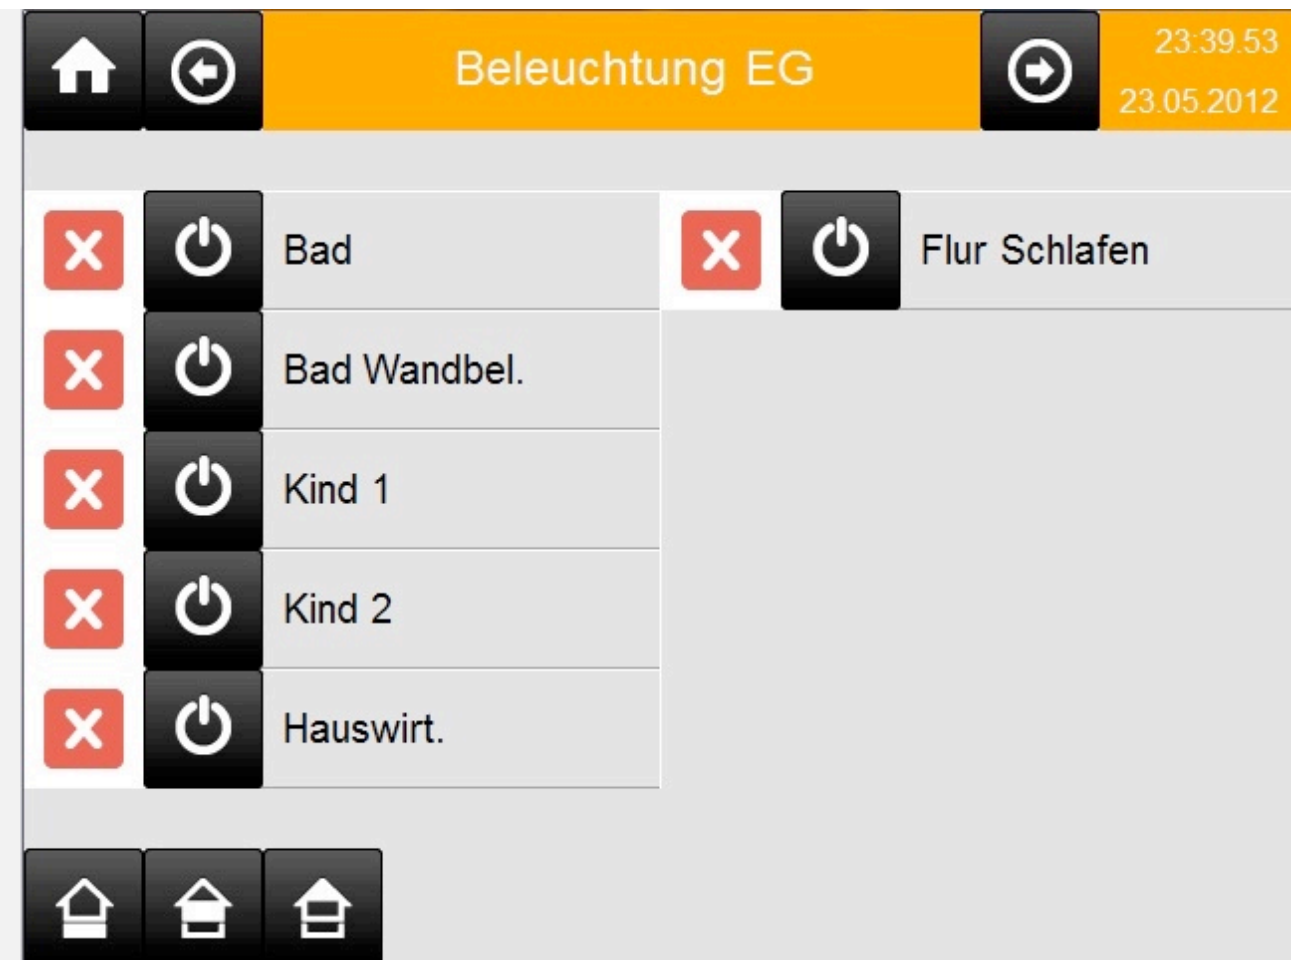 Beleuchtung EG
23:39.53
23.05.2012
Bad
Flur Schlafen
Bad Wandbel.
Kind 1
Kind 2
Hauswirt.